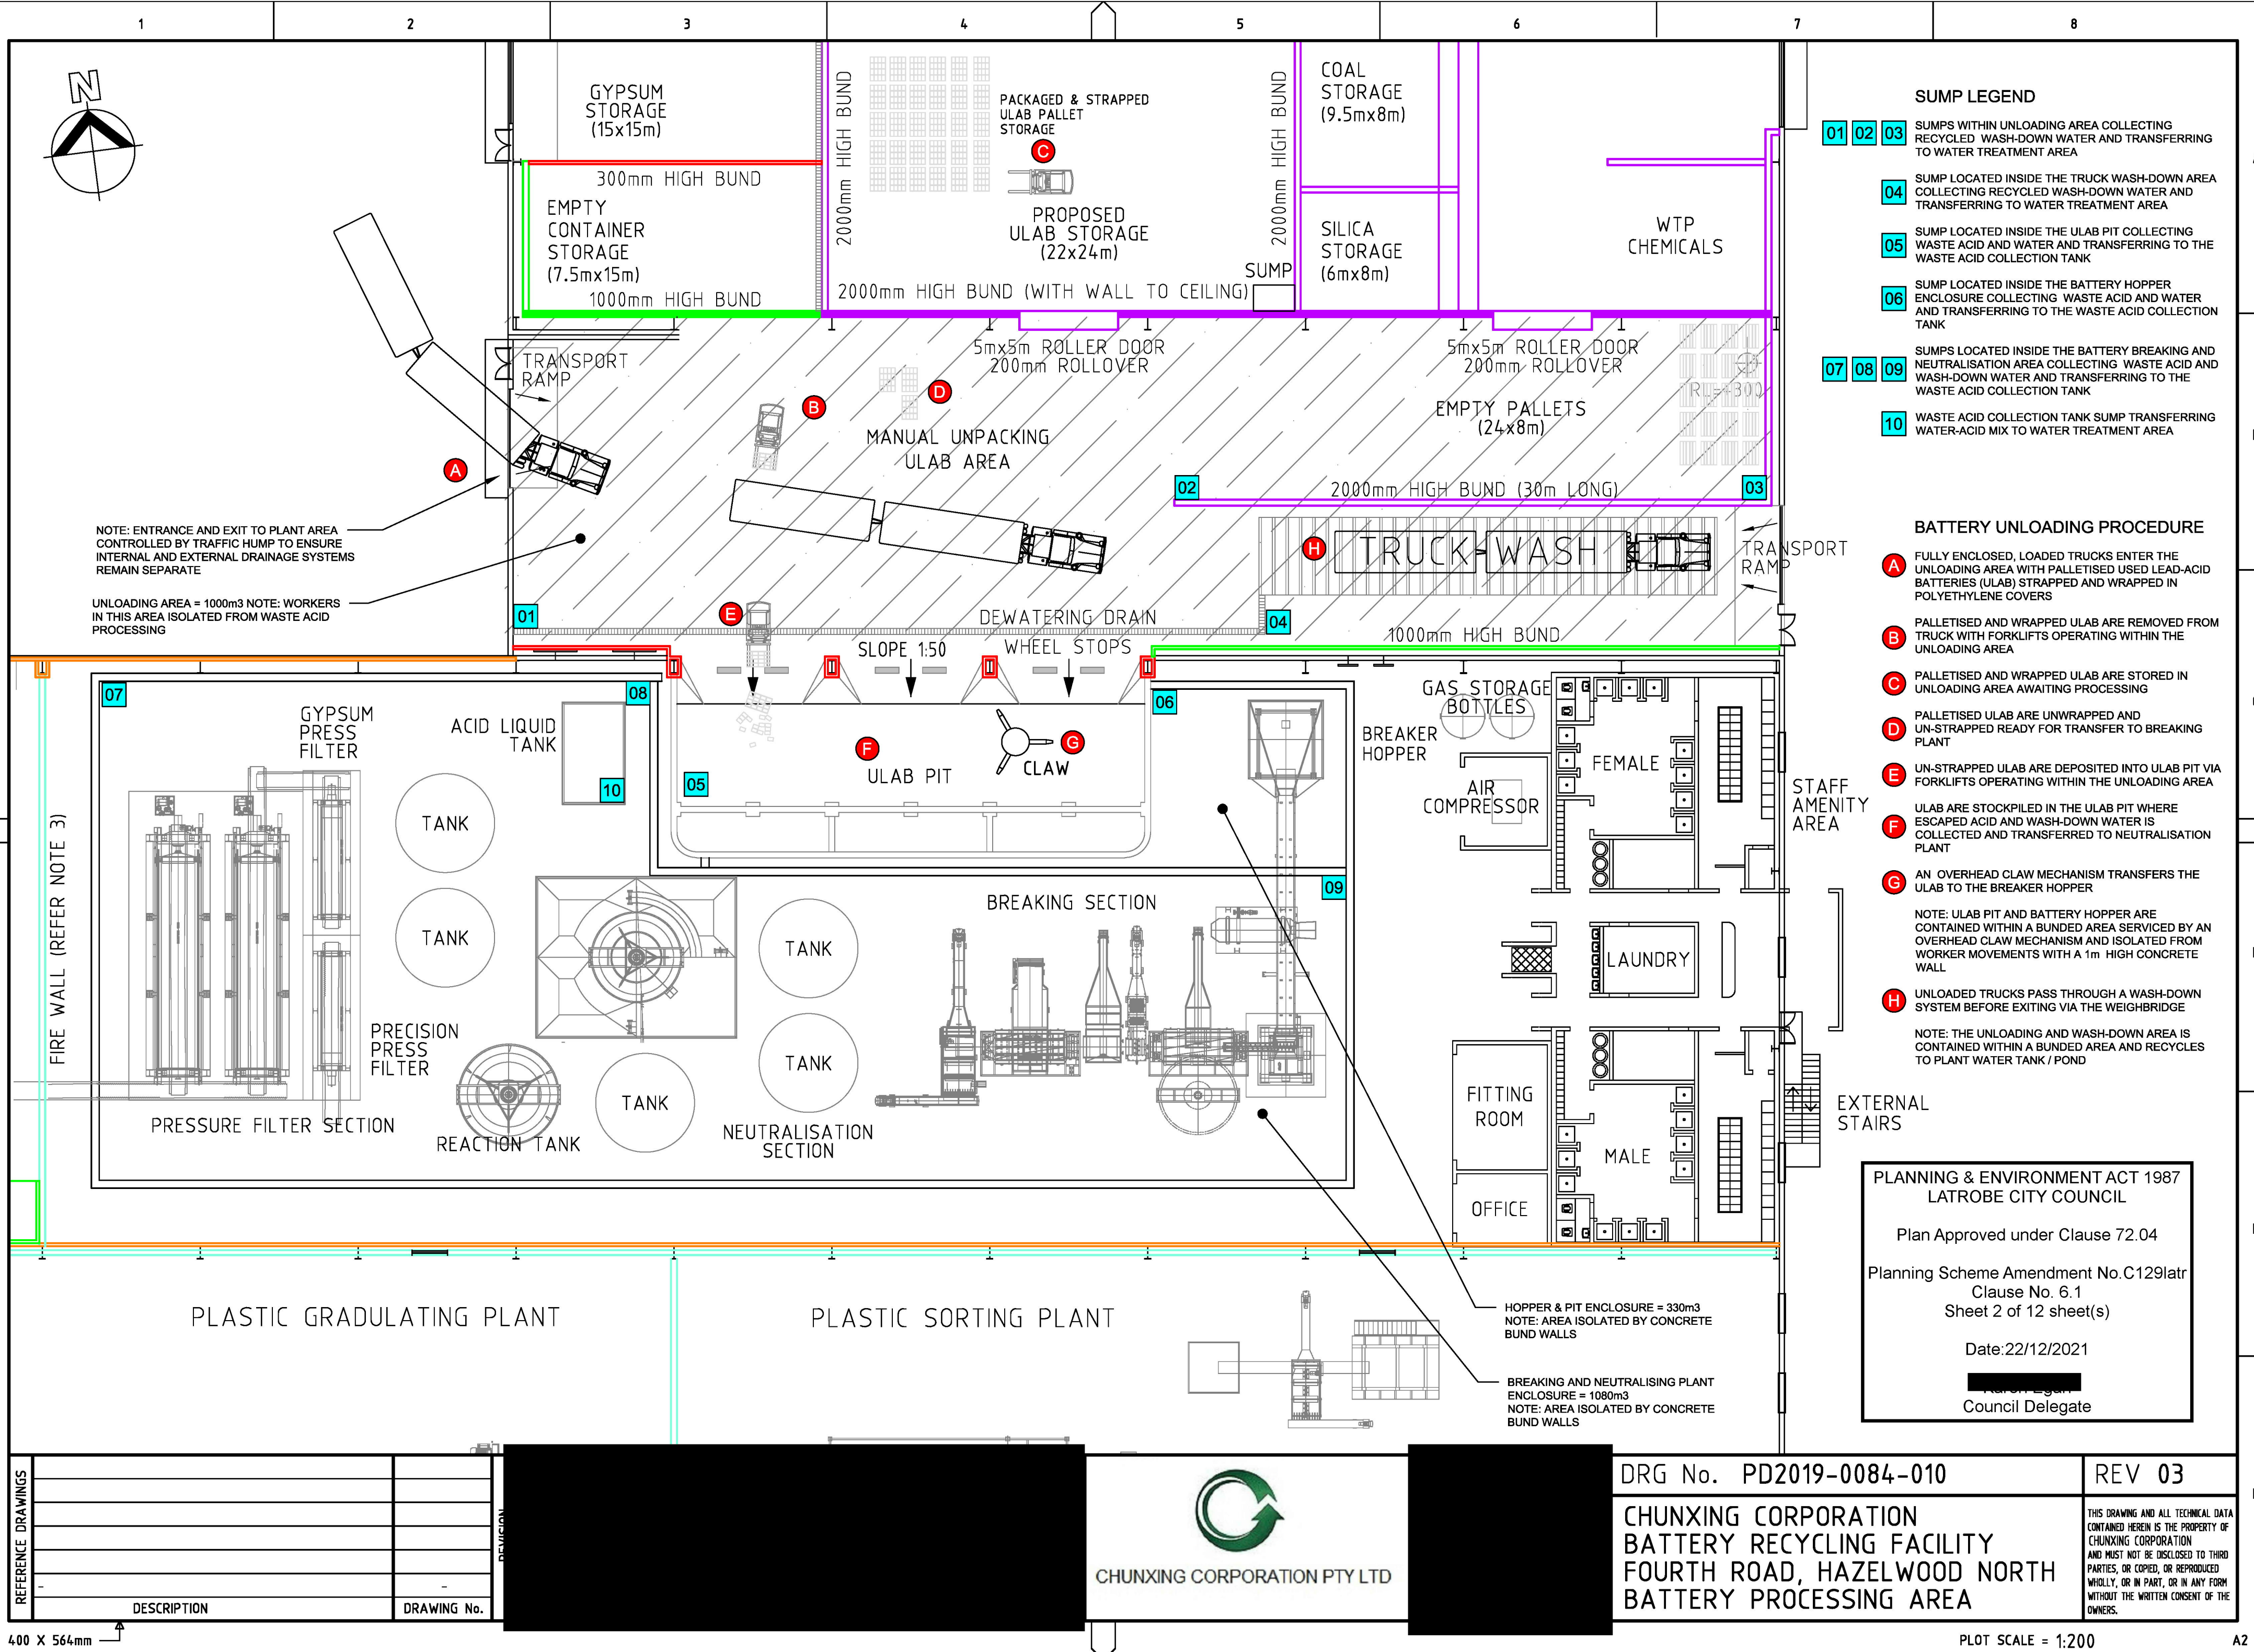 1 2 3 4 5 6 7 8
N
GYPSUM
STORAGE
(15x15m)
300mm HIGH BUND
EMPTY
CONTAINER
STORAGE
(7.5mx15m)
1000mm HIGH BUND
2000mm HIGH BUND
PACKAGED & STRAPPED
ULAB PALLET
STORAGE
C
PROPOSED
ULAB STORAGE
(22x24m)
2000mm HIGH BUND
SUMP
2000mm HIGH BUND (WITH WALL TO CEILING)
COAL
STORAGE
(9.5mx8m)
SILICA
STORAGE
(6mx8m)
WTP
CHEMICALS
TRANSPORT
RAMP
5mx5m ROLLER DOOR
200mm ROLLOVER
5mx5m ROLLER DOOR
200mm ROLLOVER
RL=+300
A
B
D
MANUAL UNPACKING
ULAB AREA
EMPTY PALLETS
(24x8m)
02
2000mm HIGH BUND (30m LONG)
03
NOTE: ENTRANCE AND EXIT TO PLANT AREA
CONTROLLED BY TRAFFIC HUMP TO ENSURE
INTERNAL AND EXTERNAL DRAINAGE SYSTEMS
REMAIN SEPARATE
UNLOADING AREA = 1000m3 NOTE: WORKERS
IN THIS AREA ISOLATED FROM WASTE ACID
PROCESSING
H
TRUCK WASH
TRANSPORT
RAMP
01
E
DEWATERING DRAIN
04
SLOPE 1:50
WHEEL STOPS
1000mm HIGH BUND
07
08
06
GYPSUM
PRESS
FILTER
ACID LIQUID
TANK
10
05
F
ULAB PIT
CLAW
G
BREAKER
HOPPER
GAS STORAGE
BOTTLES
AIR
COMPRESSOR
FEMALE
STAFF
AMENITY
AREA
FIRE WALL (REFER NOTE 3)
TANK
TANK
TANK
TANK
TANK
BREAKING SECTION
09
LAUNDRY
PRECISION
PRESS
FILTER
PRESSURE FILTER SECTION
REACTION TANK
NEUTRALISATION
SECTION
FITTING
ROOM
OFFICE
MALE
EXTERNAL
STAIRS
PLASTIC GRADULATING PLANT
PLASTIC SORTING PLANT
HOPPER & PIT ENCLOSURE = 330m3
NOTE: AREA ISOLATED BY CONCRETE
BUND WALLS
BREAKING AND NEUTRALISING PLANT
ENCLOSURE = 1080m3
NOTE: AREA ISOLATED BY CONCRETE
BUND WALLS
SUMP LEGEND
01 02 03 SUMPS WITHIN UNLOADING AREA COLLECTING
RECYCLED WASH-DOWN WATER AND TRANSFERRING
TO WATER TREATMENT AREA
04 SUMP LOCATED INSIDE THE TRUCK WASH-DOWN AREA
COLLECTING RECYCLED WASH-DOWN WATER AND
TRANSFERRING TO WATER TREATMENT AREA
05 SUMP LOCATED INSIDE THE ULAB PIT COLLECTING
WASTE ACID AND WATER AND TRANSFERRING TO THE
WASTE ACID COLLECTION TANK
06 SUMP LOCATED INSIDE THE BATTERY HOPPER
ENCLOSURE COLLECTING WASTE ACID AND WATER
AND TRANSFERRING TO THE WASTE ACID COLLECTION
TANK
07 08 09 SUMPS LOCATED INSIDE THE BATTERY BREAKING AND
NEUTRALISATION AREA COLLECTING WASTE ACID AND
WASH-DOWN WATER AND TRANSFERRING TO THE
WASTE ACID COLLECTION TANK
10 WASTE ACID COLLECTION TANK SUMP TRANSFERRING
WATER-ACID MIX TO WATER TREATMENT AREA
BATTERY UNLOADING PROCEDURE
A FULLY ENCLOSED, LOADED TRUCKS ENTER THE
UNLOADING AREA WITH PALLETISED USED LEAD-ACID
BATTERIES (ULAB) STRAPPED AND WRAPPED IN
POLYETHYLENE COVERS
B PALLETISED AND WRAPPED ULAB ARE REMOVED FROM
TRUCK WITH FORKLIFTS OPERATING WITHIN THE
UNLOADING AREA
C PALLETISED AND WRAPPED ULAB ARE STORED IN
UNLOADING AREA AWAITING PROCESSING
D PALLETISED ULAB ARE UNWRAPPED AND
UN-STRAPPED READY FOR TRANSFER TO BREAKING
PLANT
E UN-STRAPPED ULAB ARE DEPOSITED INTO ULAB PIT VIA
FORKLIFTS OPERATING WITHIN THE UNLOADING AREA
F ULAB ARE STOCKPILED IN THE ULAB PIT WHERE
ESCAPED ACID AND WASH-DOWN WATER IS
COLLECTED AND TRANSFERRED TO NEUTRALISATION
PLANT
G AN OVERHEAD CLAW MECHANISM TRANSFERS THE
ULAB TO THE BREAKER HOPPER
NOTE: ULAB PIT AND BATTERY HOPPER ARE
CONTAINED WITHIN A BUNDED AREA SERVICED BY AN
OVERHEAD CLAW MECHANISM AND ISOLATED FROM
WORKER MOVEMENTS WITH A 1m HIGH CONCRETE
WALL
H UNLOADED TRUCKS PASS THROUGH A WASH-DOWN
SYSTEM BEFORE EXITING VIA THE WEIGHBRIDGE
NOTE: THE UNLOADING AND WASH-DOWN AREA IS
CONTAINED WITHIN A BUNDED AREA AND RECYCLES
TO PLANT WATER TANK / POND
PLANNING & ENVIRONMENT ACT 1987
LATROBE CITY COUNCIL
Plan Approved under Clause 72.04
Planning Scheme Amendment No.C129latr
Clause No. 6.1
Sheet 2 of 12 sheet(s)
Date:22/12/2021
Council Delegate
REFERENCE DRAWINGS
- -
DESCRIPTION DRAWING No.
REVISION
CHUNXING CORPORATION PTY LTD
DRG No. PD2019-0084-010
REV 03
CHUNXING CORPORATION
BATTERY RECYCLING FACILITY
FOURTH ROAD, HAZELWOOD NORTH
BATTERY PROCESSING AREA
THIS DRAWING AND ALL TECHNICAL DATA
CONTAINED HEREIN IS THE PROPERTY OF
CHUNXING CORPORATION
AND MUST NOT BE DISCLOSED TO THIRD
PARTIES, OR COPIED, OR REPRODUCED
WHOLLY, OR IN PART, OR IN ANY FORM
WITHOUT THE WRITTEN CONSENT OF THE
OWNERS.
400 X 564mm
PLOT SCALE = 1:200
A2